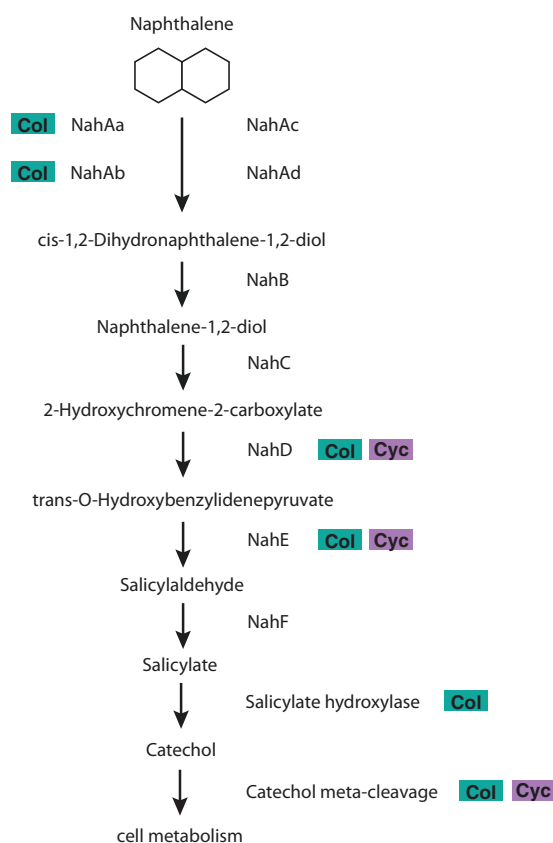 Naphthalene
Col NahAa NahAc
Col NahAb NahAd
cis-1,2-Dihydronaphthalene-1,2-diol
NahB
Naphthalene-1,2-diol
NahC
2-Hydroxychromene-2-carboxylate
NahD Col Cyc
trans-O-Hydroxybenzylidenepyruvate
NahE Col Cyc
Salicylaldehyde
NahF
Salicylate
Salicylate hydroxylase Col
Catechol
Catechol meta-cleavage Col Cyc
cell metabolism